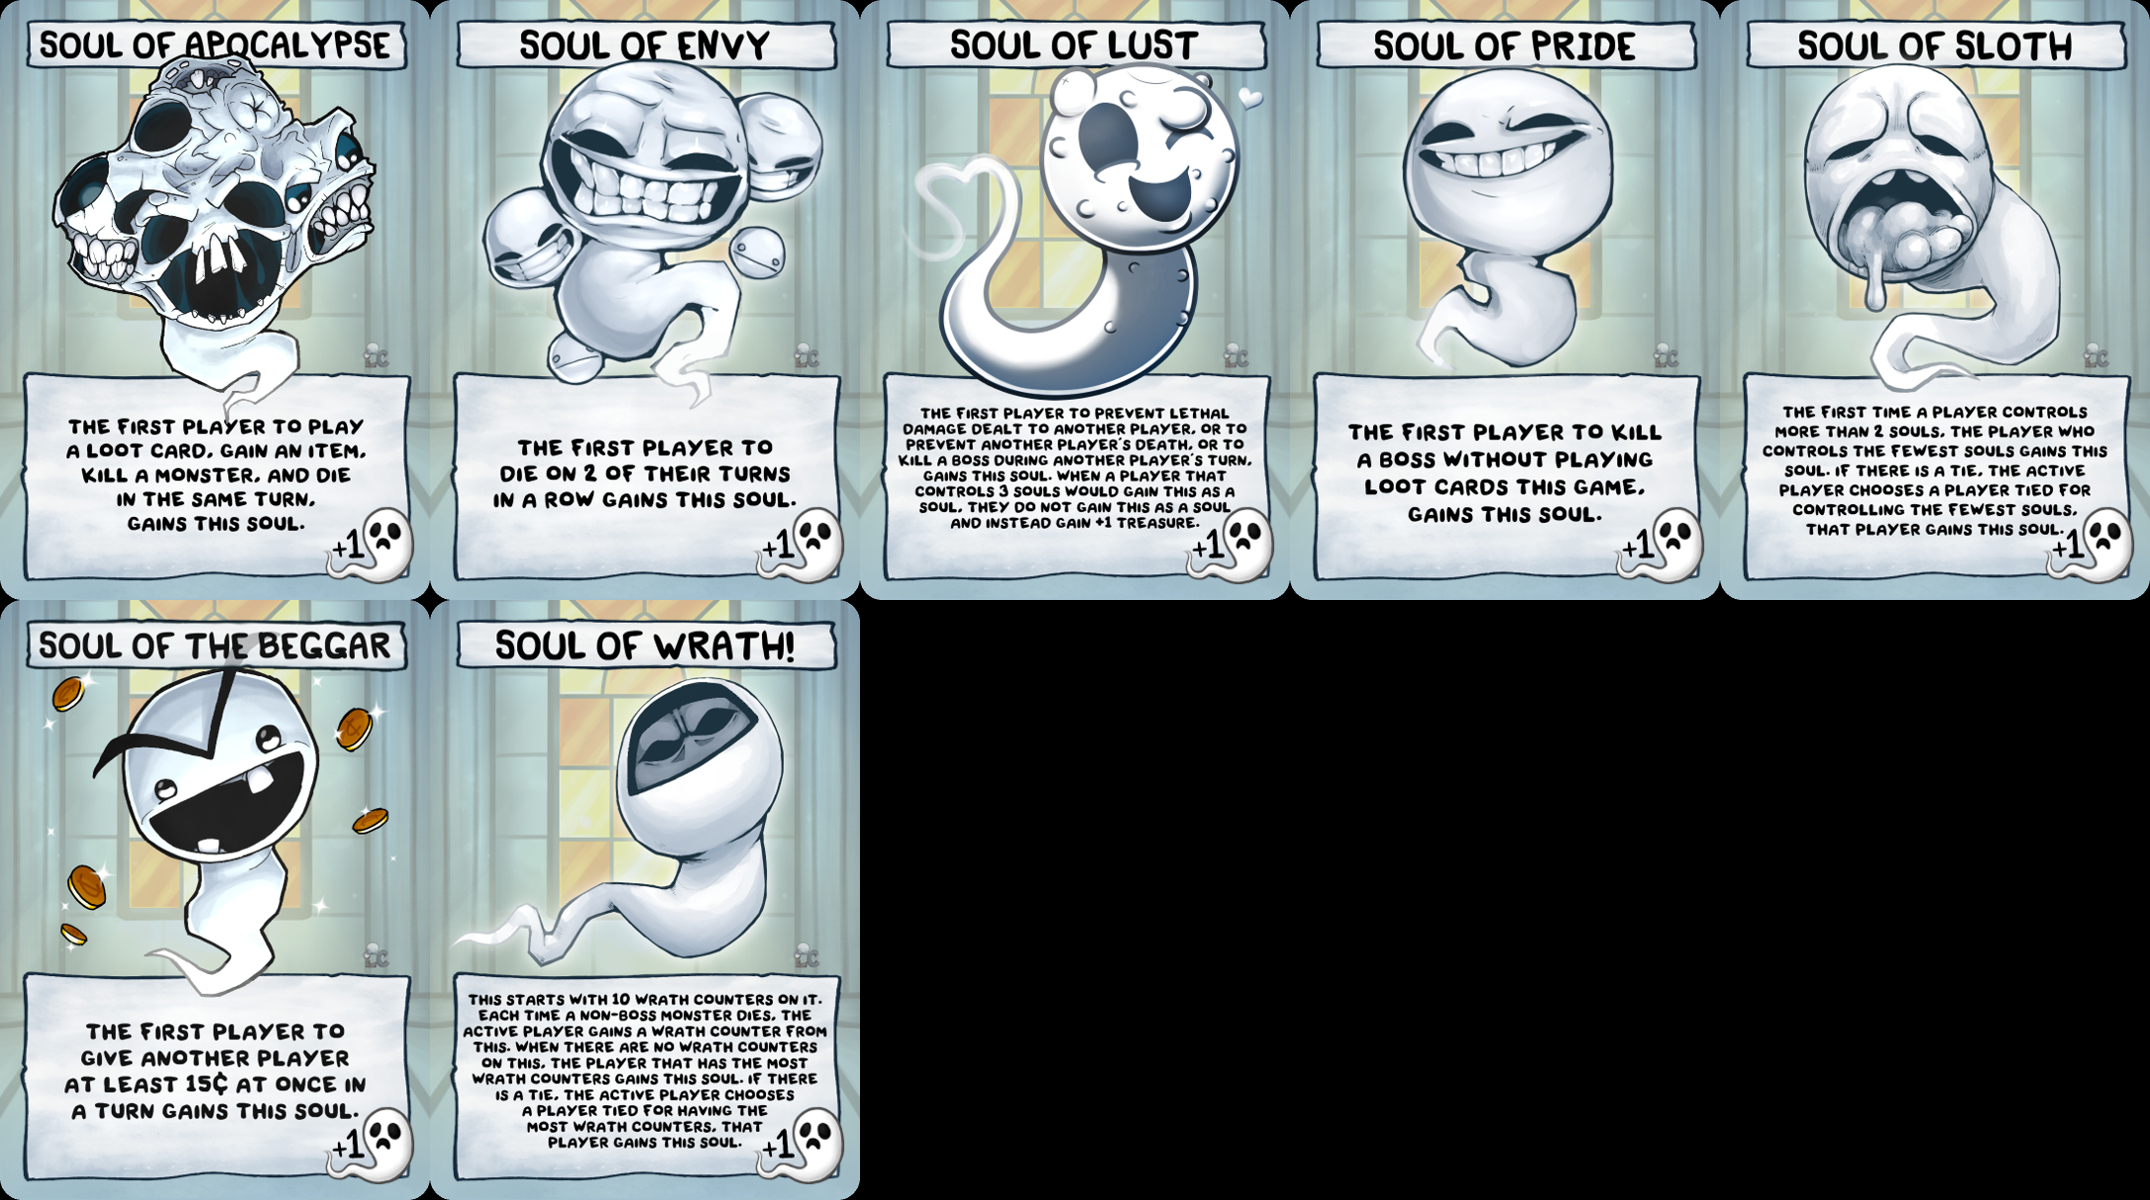 SOUL OF APOCALYPSE
THE FIRST PLAYER TO PLAY
A LOOT CARD, GAIN AN ITEM,
KILL A MONSTER, AND DIE
IN THE SAME TURN,
GAINS THIS SOUL.
+1
SOUL OF ENVY
THE FIRST PLAYER TO
DIE ON 2 OF THEIR TURNS
IN A ROW GAINS THIS SOUL.
+1
SOUL OF LUST
THE FIRST PLAYER TO PREVENT LETHAL
DAMAGE DEALT TO ANOTHER PLAYER, OR TO
PREVENT ANOTHER PLAYER'S DEATH, OR TO
KILL A BOSS DURING ANOTHER PLAYER'S TURN,
GAINS THIS SOUL. WHEN A PLAYER THAT
CONTROLS 3 SOULS WOULD GAIN THIS AS A
SOUL, THEY DO NOT GAIN THIS AS A SOUL
AND INSTEAD GAIN +1 TREASURE.
+1
SOUL OF PRIDE
THE FIRST PLAYER TO KILL
A BOSS WITHOUT PLAYING
LOOT CARDS THIS GAME,
GAINS THIS SOUL.
+1
SOUL OF SLOTH
THE FIRST TIME A PLAYER CONTROLS
MORE THAN 2 SOULS, THE PLAYER WHO
CONTROLS THE FEWEST SOULS GAINS THIS
SOUL. IF THERE IS A TIE, THE ACTIVE
PLAYER CHOOSES A PLAYER TIED FOR
CONTROLLING THE FEWEST SOULS,
THAT PLAYER GAINS THIS SOUL.
+1
SOUL OF THE BEGGAR
THE FIRST PLAYER TO
GIVE ANOTHER PLAYER
AT LEAST 15¢ AT ONCE IN
A TURN GAINS THIS SOUL.
+1
SOUL OF WRATH!
THIS STARTS WITH 10 WRATH COUNTERS ON IT.
EACH TIME A NON-BOSS MONSTER DIES, THE
ACTIVE PLAYER GAINS A WRATH COUNTER FROM
THIS. WHEN THERE ARE NO WRATH COUNTERS
ON THIS, THE PLAYER THAT HAS THE MOST
WRATH COUNTERS GAINS THIS SOUL. IF THERE
IS A TIE, THE ACTIVE PLAYER CHOOSES
A PLAYER TIED FOR HAVING THE
MOST WRATH COUNTERS, THAT
PLAYER GAINS THIS SOUL.
+1